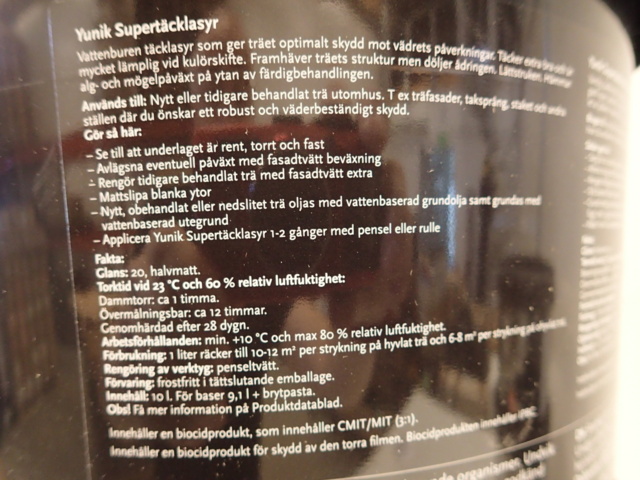 Yunik Supertäcklasyr
Vattenburen täcklasyr som ger träet optimalt skydd mot vädrets påverkningar. Täcker extra bra och är
mycket lämplig vid kulörskifte. Framhäver träets struktur men döljer ådringen. Lättstruken. Hämmar
alg- och mögelpåväxt på ytan av färdigbehandlingen.
Används till: Nytt eller tidigare behandlat trä utomhus. T ex träfasader, taksprång, staket och andra
ställen där du önskar ett robust och väderbeständigt skydd.
Gör så här:
– Se till att underlaget är rent, torrt och fast
– Avlägsna eventuell påväxt med fasadtvätt beväxning
– Rengör tidigare behandlat trä med fasadtvätt extra
– Mattslipa blanka ytor
– Nytt, obehandlat eller nedslitet trä oljas med vattenbaserad grundolja samt grundas med
vattenbaserad utegrund
– Applicera Yunik Supertäcklasyr 1-2 gånger med pensel eller rulle
Fakta:
Glans: 20, halvmatt.
Torktid vid 23 °C och 60 % relativ luftfuktighet:
Dammtorr: ca 1 timma.
Övermålningsbar: ca 12 timmar.
Genomhärdad efter 28 dygn.
Arbetsförhållanden: min. +10 °C och max 80 % relativ luftfuktighet.
Förbrukning: 1 liter räcker till 10-12 m² per strykning på hyvlat trä och 6-8 m² per strykning på
Rengöring av verktyg: penseltvätt.
Förvaring: frostfritt i tättslutande emballage.
Innehåll: 10 l. För baser 9,1 l + brytpasta.
Obs! Få mer information på Produktdatablad.
Innehåller en biocidprodukt, som innehåller CMIT/MIT (3:1).
Innehåller en biocidprodukt för skydd av den torra filmen. Biocidprodukten innehåller IPBC.
organismer. Undvik